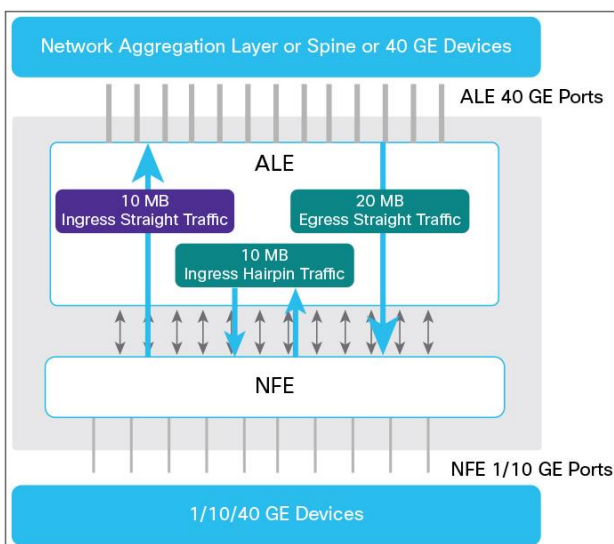 Network Aggregation Layer or Spine or 40 GE Devices
ALE 40 GE Ports
ALE
10 MB
Ingress Straight Traffic
20 MB
Egress Straight Traffic
10 MB
Ingress Hairpin Traffic
NFE
NFE 1/10 GE Ports
1/10/40 GE Devices